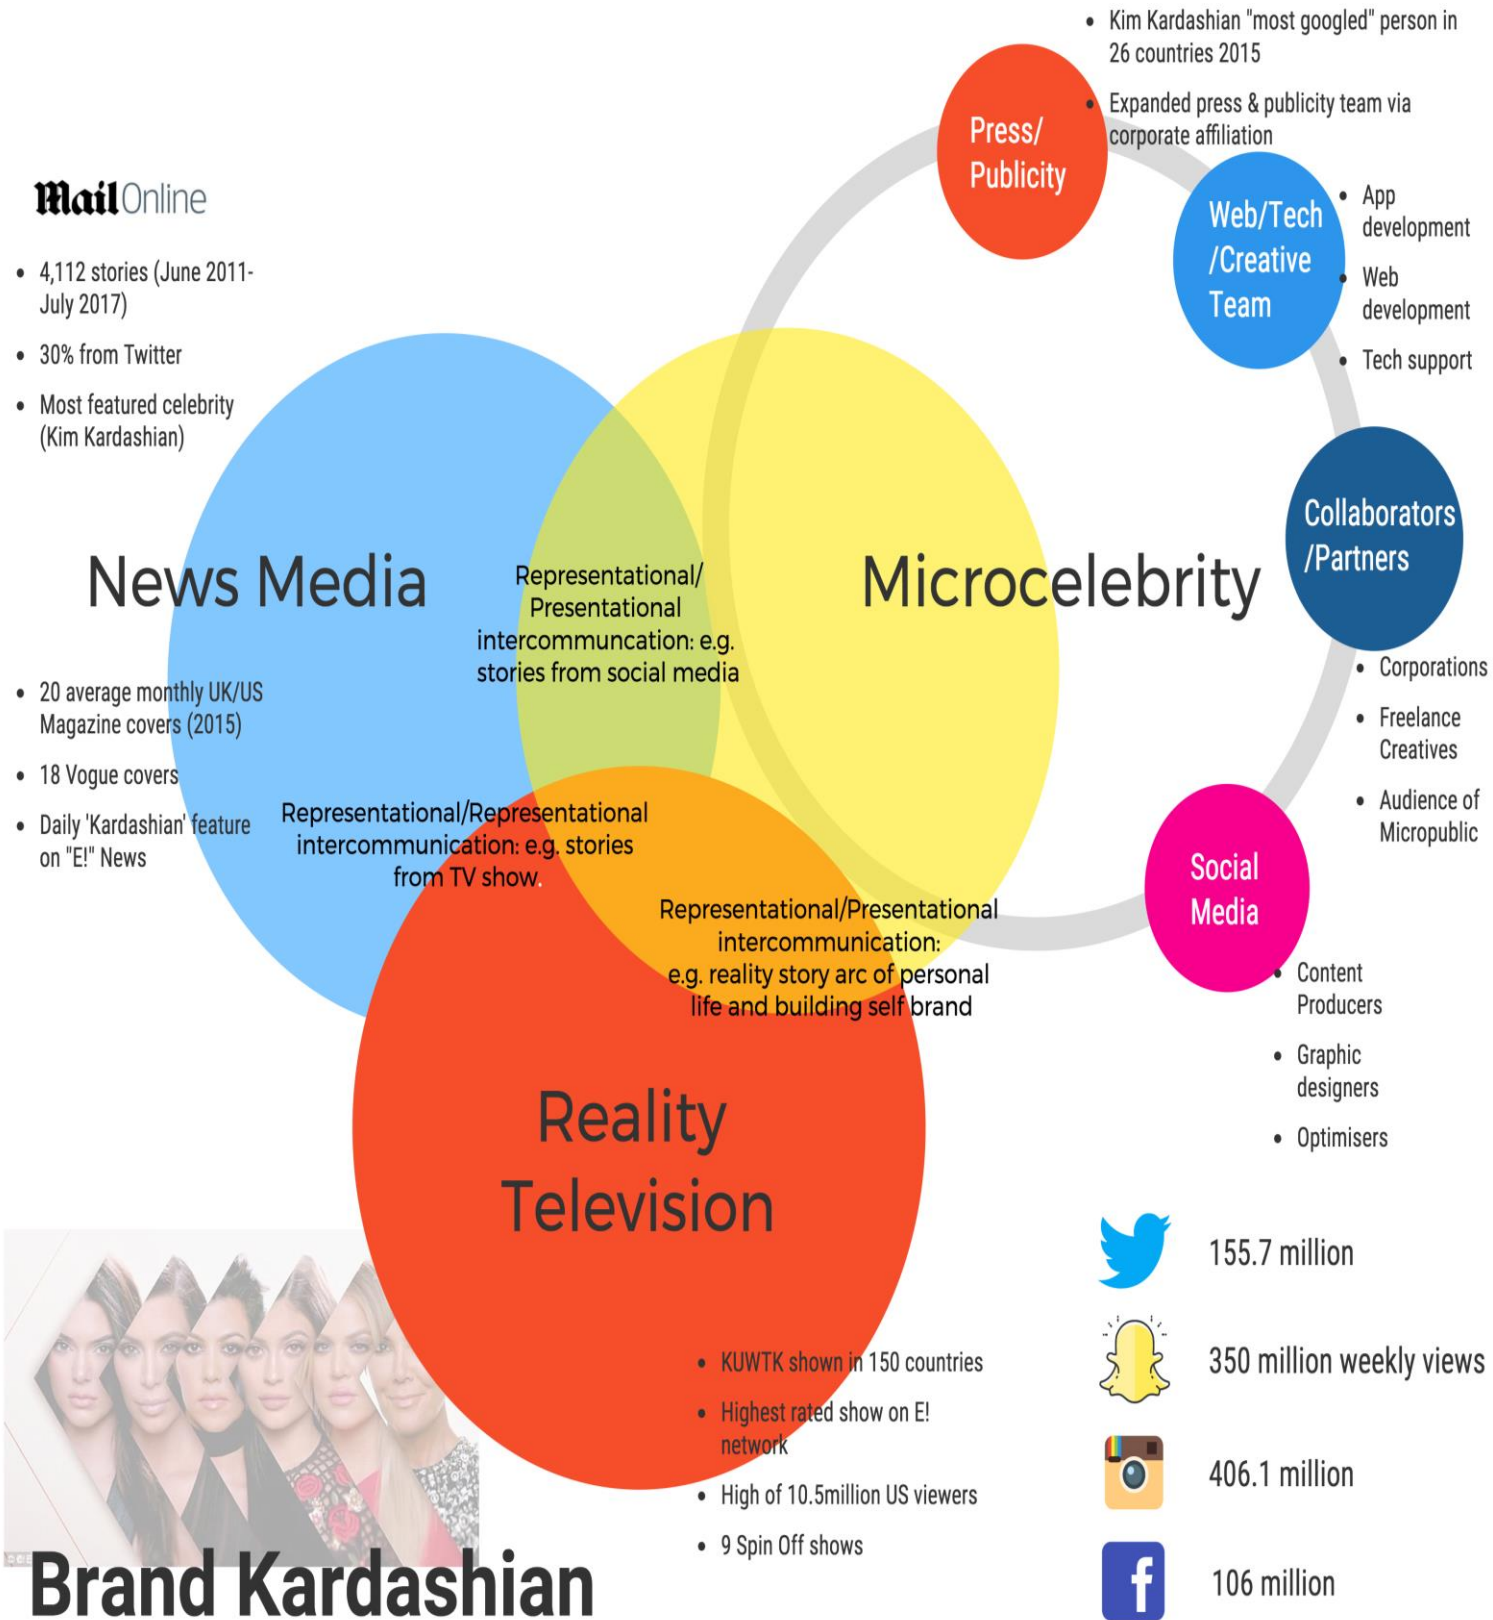 • Kim Kardashian "most googled" person in
26 countries 2015
• Expanded press & publicity team via
corporate affiliation
Press/
Publicity
Web/Tech
/Creative
Team
• App
development
• Web
development
• Tech support
Mail Online
• 4,112 stories (June 2011-
July 2017)
• 30% from Twitter
• Most featured celebrity
(Kim Kardashian)
Collaborators
/Partners
News Media
Representational/
Presentational
intercommuncation: e.g.
stories from social media
Microcelebrity
• Corporations
• Freelance
Creatives
• Audience of
Micropublic
• 20 average monthly UK/US
Magazine covers (2015)
• 18 Vogue covers
• Daily 'Kardashian' feature
on "E!" News
Representational/Representational
intercommunication: e.g. stories
from TV show.
Social
Media
Representational/Presentational
intercommunication:
e.g. reality story arc of personal
life and building self brand
• Content
Producers
• Graphic
designers
• Optimisers
Reality
Television
155.7 million
350 million weekly views
406.1 million
106 million
• KUWTK shown in 150 countries
• Highest rated show on E!
network
• High of 10.5million US viewers
• 9 Spin Off shows
Brand Kardashian